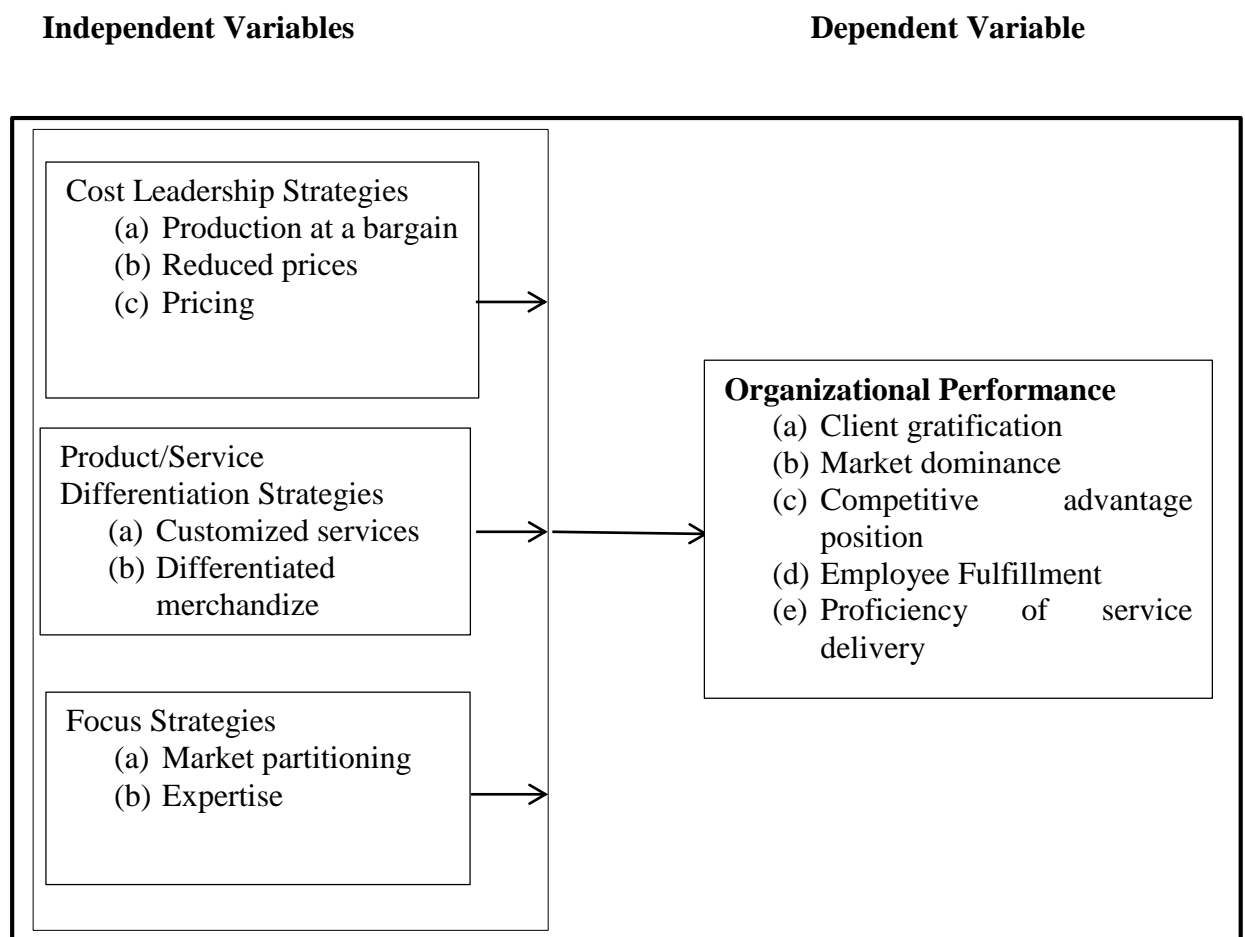 Independent Variables
Dependent Variable
Cost Leadership Strategies
(a) Production at a bargain
(b) Reduced prices
(c) Pricing
Product/Service
Differentiation Strategies
(a) Customized services
(b) Differentiated
merchandize
Focus Strategies
(a) Market partitioning
(b) Expertise
Organizational Performance
(a) Client gratification
(b) Market dominance
(c) Competitive advantage
position
(d) Employee Fulfillment
(e) Proficiency of service
delivery